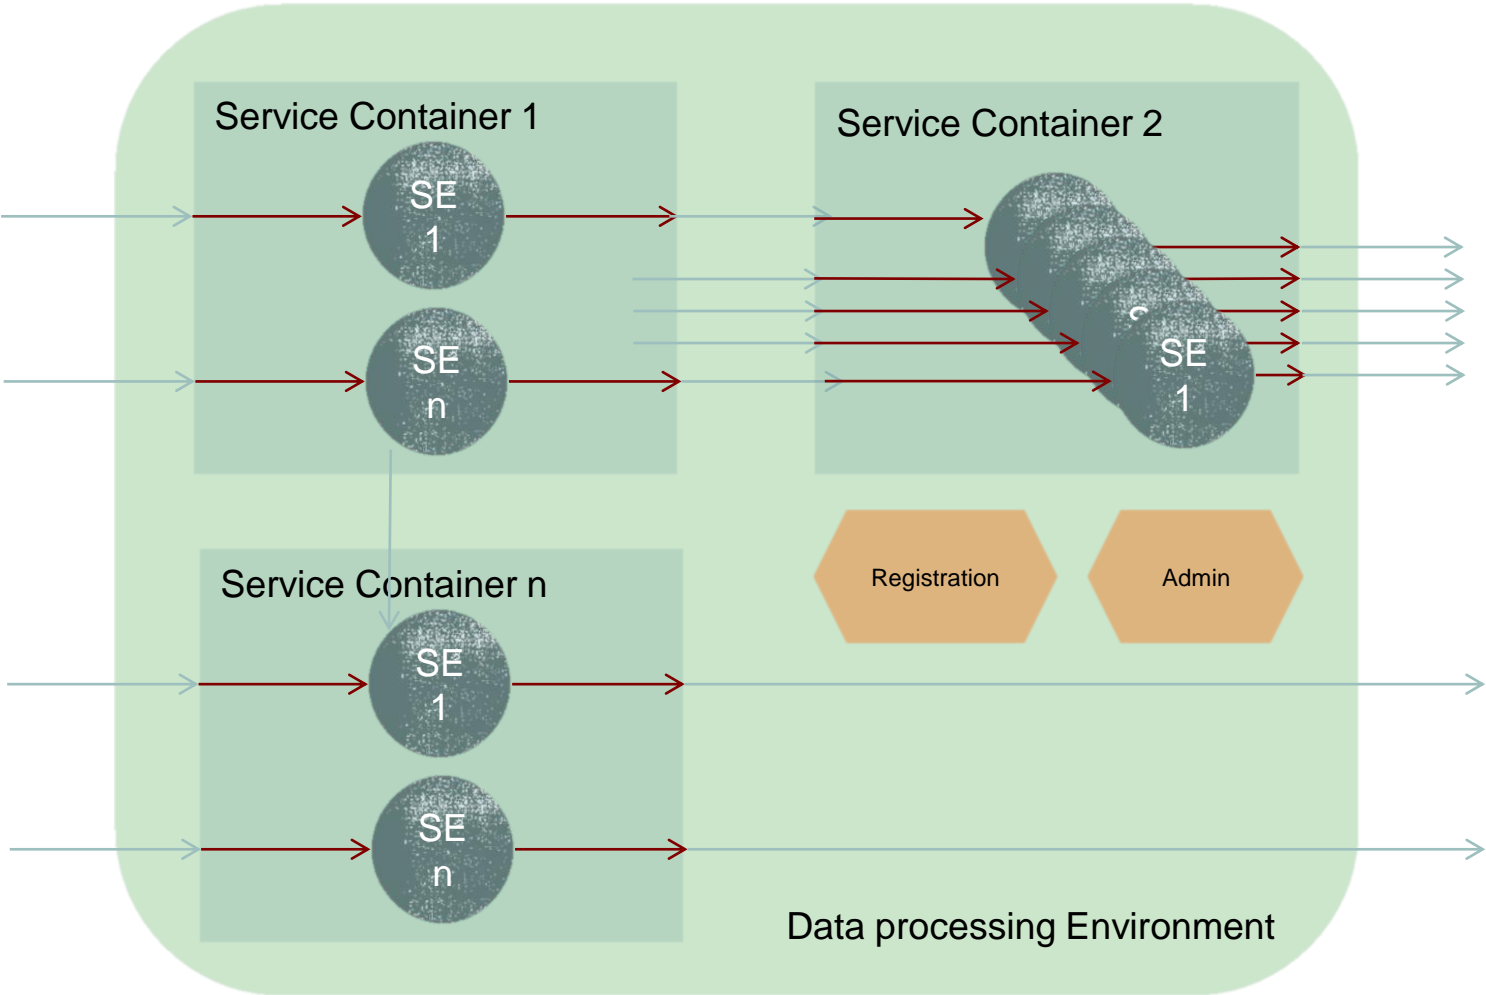 Service Container 1
SE
1
SE
n
Service Container 2
SE
1
Registration
Admin
Service Container n
SE
1
SE
n
Data processing Environment